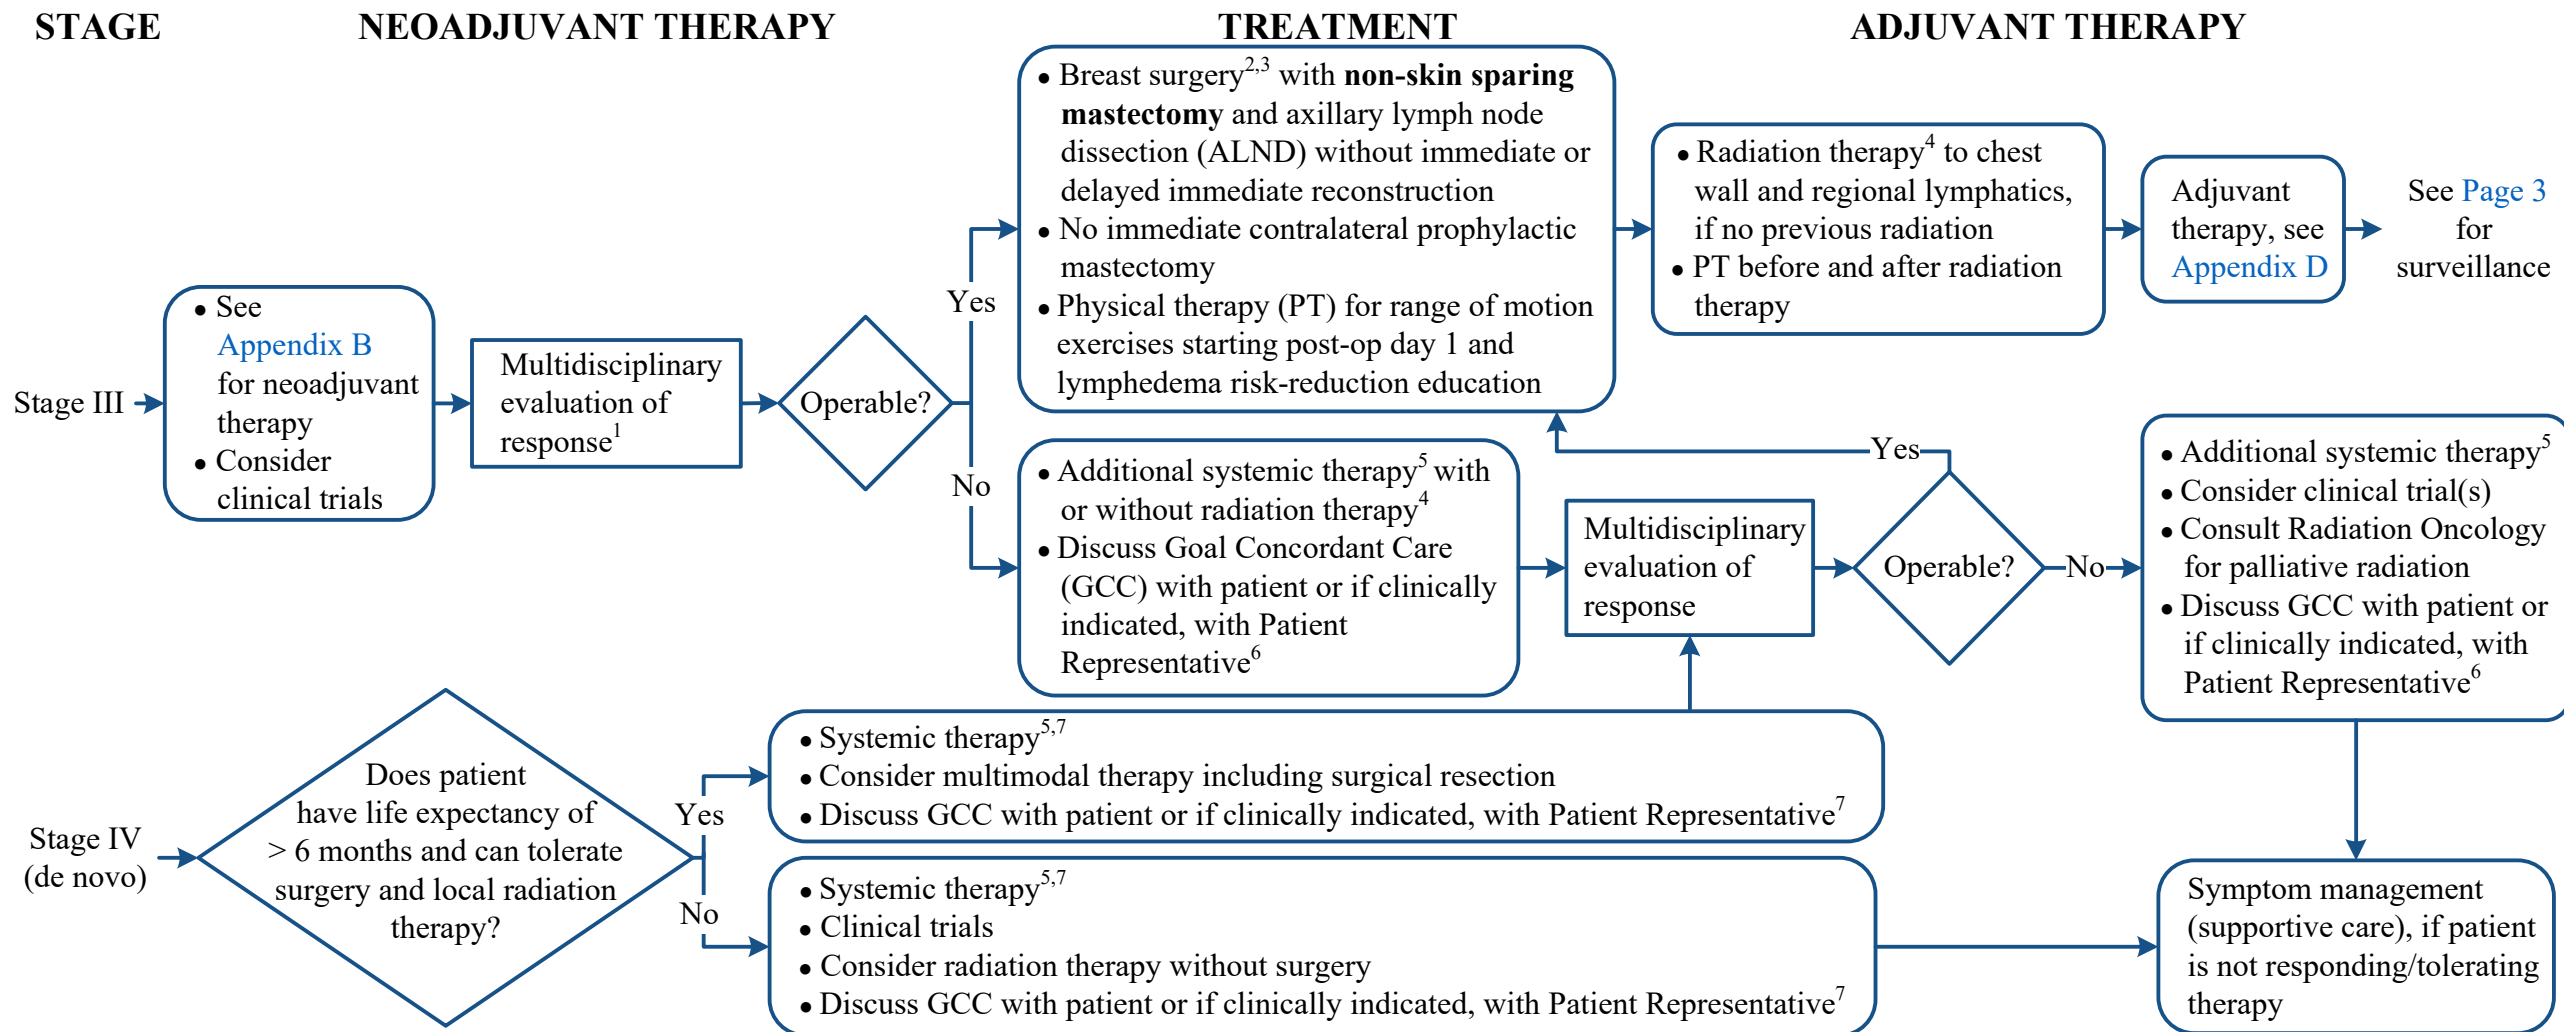 STAGE
NEOADJUVANT THERAPY
TREATMENT
ADJUVANT THERAPY
Stage III
• See
Appendix B
for neoadjuvant
therapy
• Consider
clinical trials
Multidisciplinary
evaluation of
response1
Operable?
Yes
No
• Breast surgery2,3 with non-skin sparing
mastectomy and axillary lymph node
dissection (ALND) without immediate or
delayed immediate reconstruction
• No immediate contralateral prophylactic
mastectomy
• Physical therapy (PT) for range of motion
exercises starting post-op day 1 and
lymphedema risk-reduction education
• Radiation therapy4 to chest
wall and regional lymphatics,
if no previous radiation
• PT before and after radiation
therapy
Adjuvant
therapy, see
Appendix D
See Page 3
for
surveillance
• Additional systemic therapy5 with
or without radiation therapy4
• Discuss Goal Concordant Care
(GCC) with patient or if clinically
indicated, with Patient
Representative6
Multidisciplinary
evaluation of
response
Operable?
Yes
No
• Additional systemic therapy5
• Consider clinical trial(s)
• Consult Radiation Oncology
for palliative radiation
• Discuss GCC with patient or
if clinically indicated, with
Patient Representative6
Stage IV
(de novo)
Does patient
have life expectancy of
> 6 months and can tolerate
surgery and local radiation
therapy?
Yes
No
• Systemic therapy5,7
• Consider multimodal therapy including surgical resection
• Discuss GCC with patient or if clinically indicated, with Patient Representative7
• Systemic therapy5,7
• Clinical trials
• Consider radiation therapy without surgery
• Discuss GCC with patient or if clinically indicated, with Patient Representative7
Symptom management
(supportive care), if patient
is not responding/tolerating
therapy